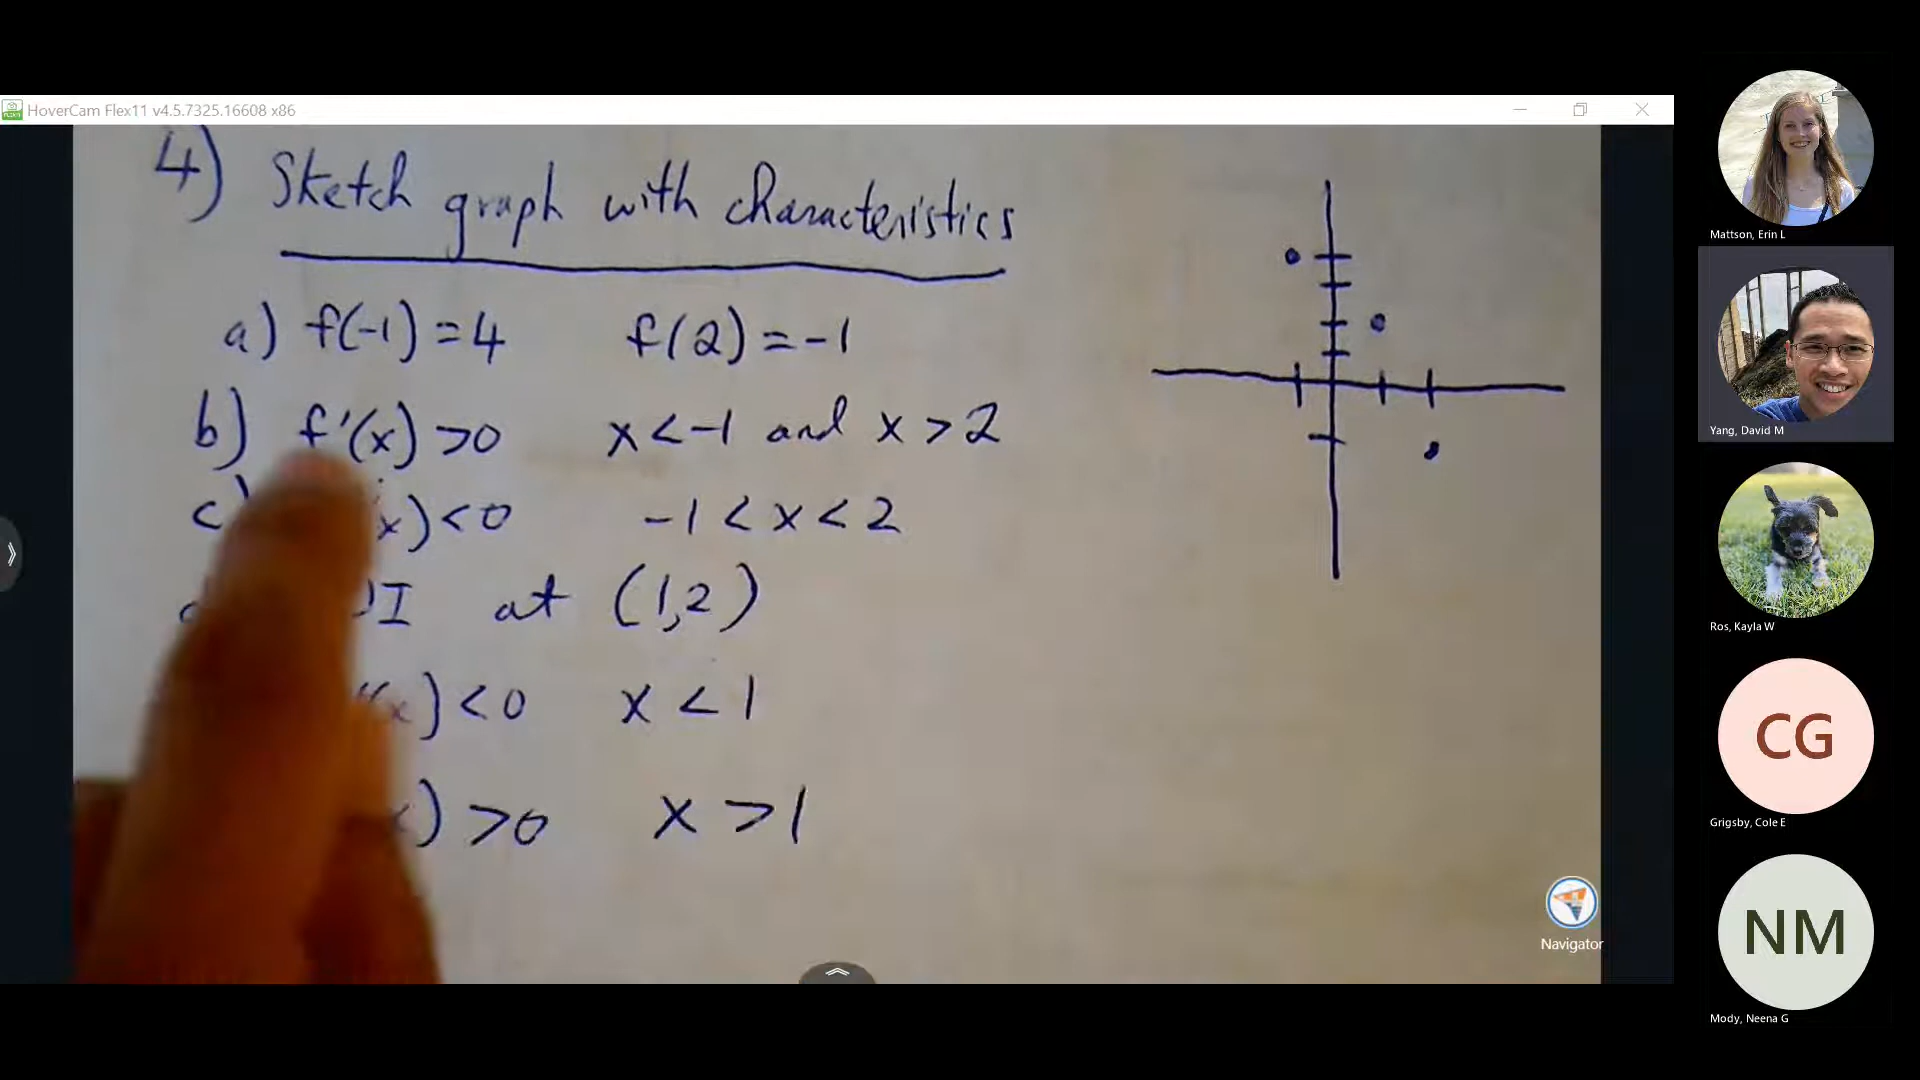 HoverCam Flex11 v4.5.7325.16608 x86
4) Sketch graph with characteristics
a) f(-1) = 4 f(2) = -1
b) f'(x) > 0 x < -1 and x > 2
c) x) < 0 -1 < x < 2
I at (1,2)
x) < 0 x < 1
) > 0 x > 1
Navigator
Mattson, Erin L
Yang, David M
Ros, Kayla W
CG
Grigsby, Cole E
NM
Mody, Neena G